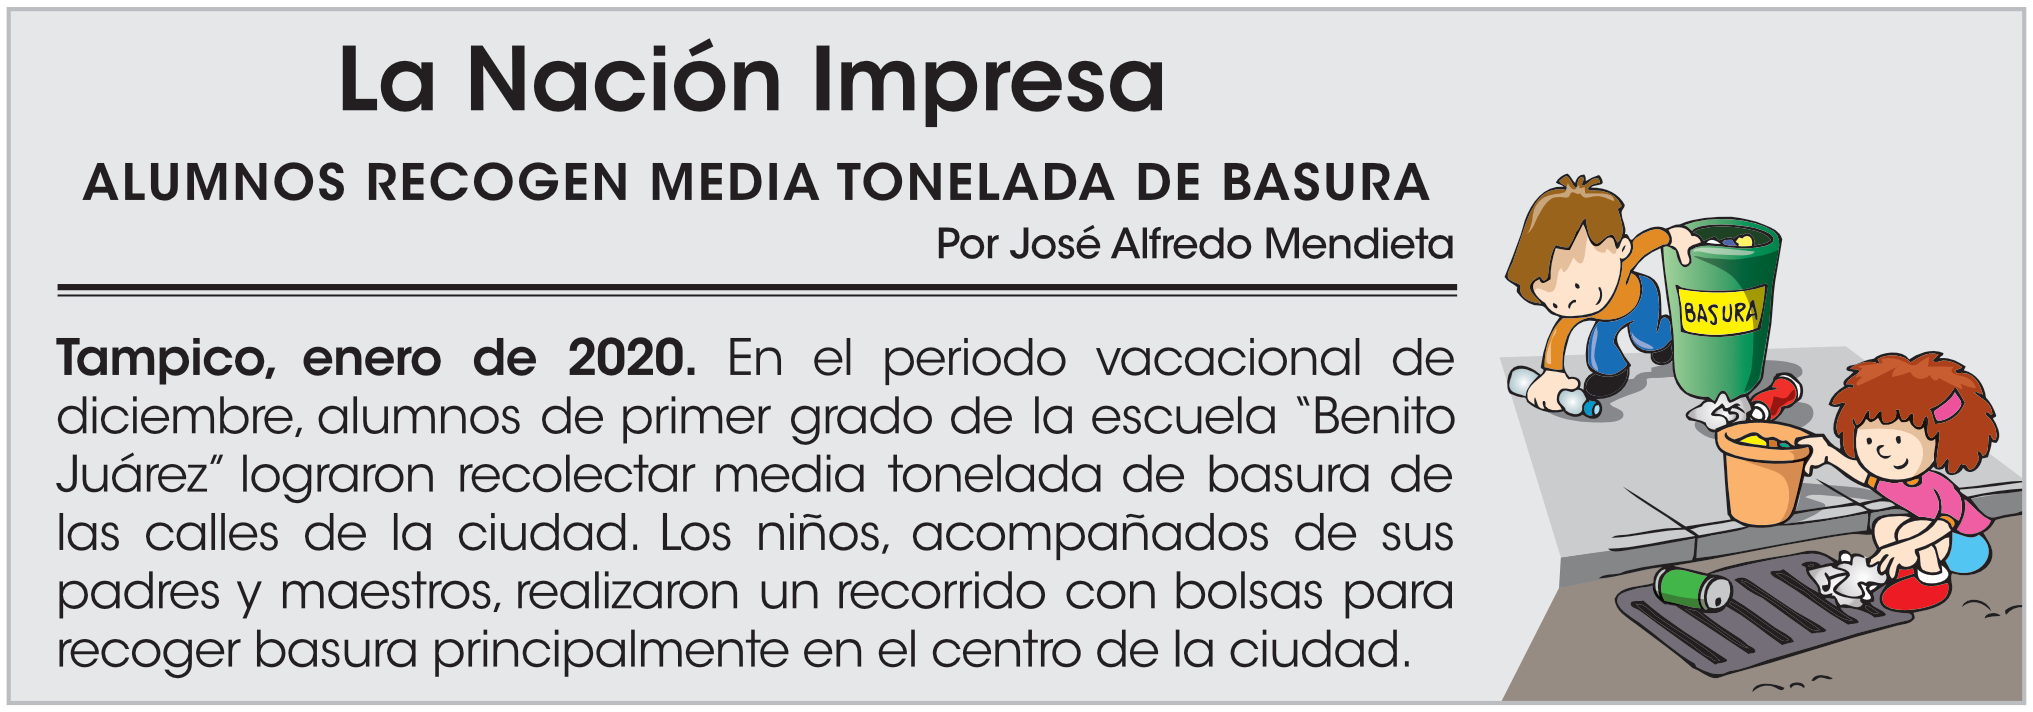 La Nación Impresa
ALUMNOS RECOGEN MEDIA TONELADA DE BASURA
Por José Alfredo Mendieta
Tampico, enero de 2020. En el periodo vacacional de
diciembre, alumnos de primer grado de la escuela “Benito
Juárez” lograron recolectar media tonelada de basura de
las calles de la ciudad. Los niños, acompañados de sus
padres y maestros, realizaron un recorrido con bolsas para
recoger basura principalmente en el centro de la ciudad.
BASURA